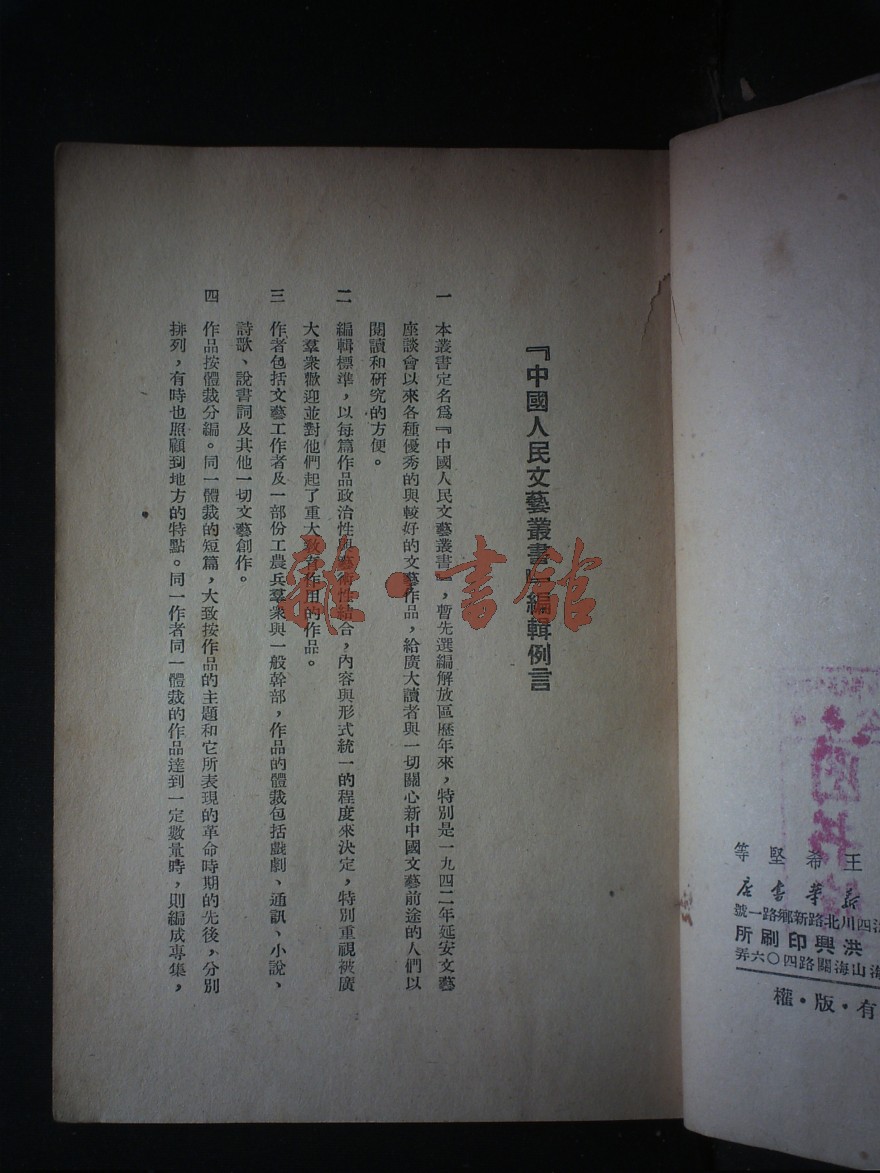 『中國人民文藝叢書』編輯例言
一　本叢書定名爲『中國人民文藝叢書』，暫先選編解放區歷年來，特別是一九四二年延安文藝
座談會以來各種優秀的與較好的文藝作品，給廣大讀者與一切關心新中國文藝前途的人們以
閱讀和研究的方便。
二　編輯標準，以每篇作品政治性與藝術性結合，內容與形式統一的程度來決定，特別重視被廣
大羣衆歡迎並對他們起了重大教育作用的作品。
三　作者包括文藝工作者及一部份工農兵羣衆與一般幹部，作品的體裁包括戲劇、通訊、小說、
詩歌、說書詞及其他一切文藝創作。
四　作品按體裁分編。同一體裁的短篇，大致按作品的主題和它所表現的革命時期的先後，分別
排列，有時也照顧到地方的特點。同一作者同一體裁的作品達到一定數量時，則編成專集，
雜·書館
王希堅等
新華書店
四川北路新鄉路一號
洪興印刷所
海山海關路四〇六弄
有·版·權